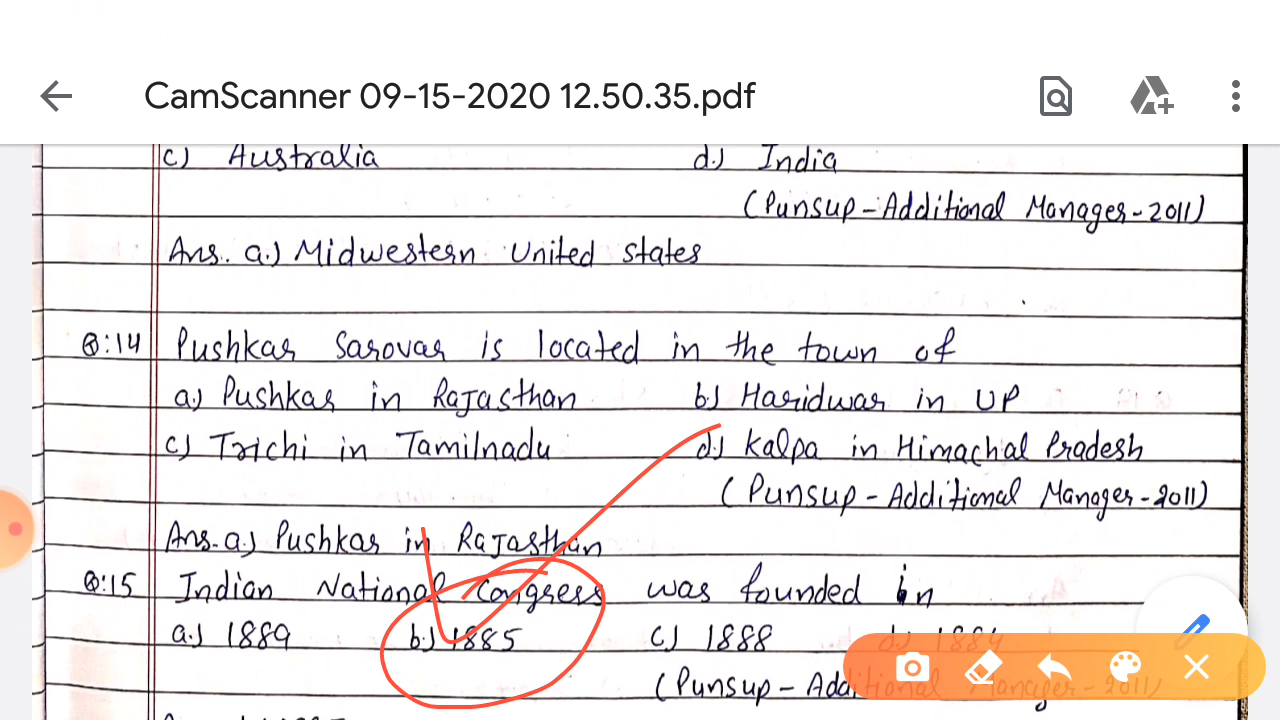 CamScanner 09-15-2020 12.50.35.pdf
c) Australia d.) India
(Punsup-Additional Manager-2011)
Ans. a.) Midwestern United states
Q:14 Pushkar Sarovar is located in the town of
a.) Pushkar in Rajasthan b.) Haridwar in UP
c) Trichi in Tamilnadu d.) Kalpa in Himachal Pradesh
(Punsup-Additional Manager-2011)
Ans. a.) Pushkar in Rajasthan
Q:15 Indian National Congress was founded in
a.) 1889 b.) 1885 c) 1888 d.) 1884
(Punsup-Additional Manager-2011)